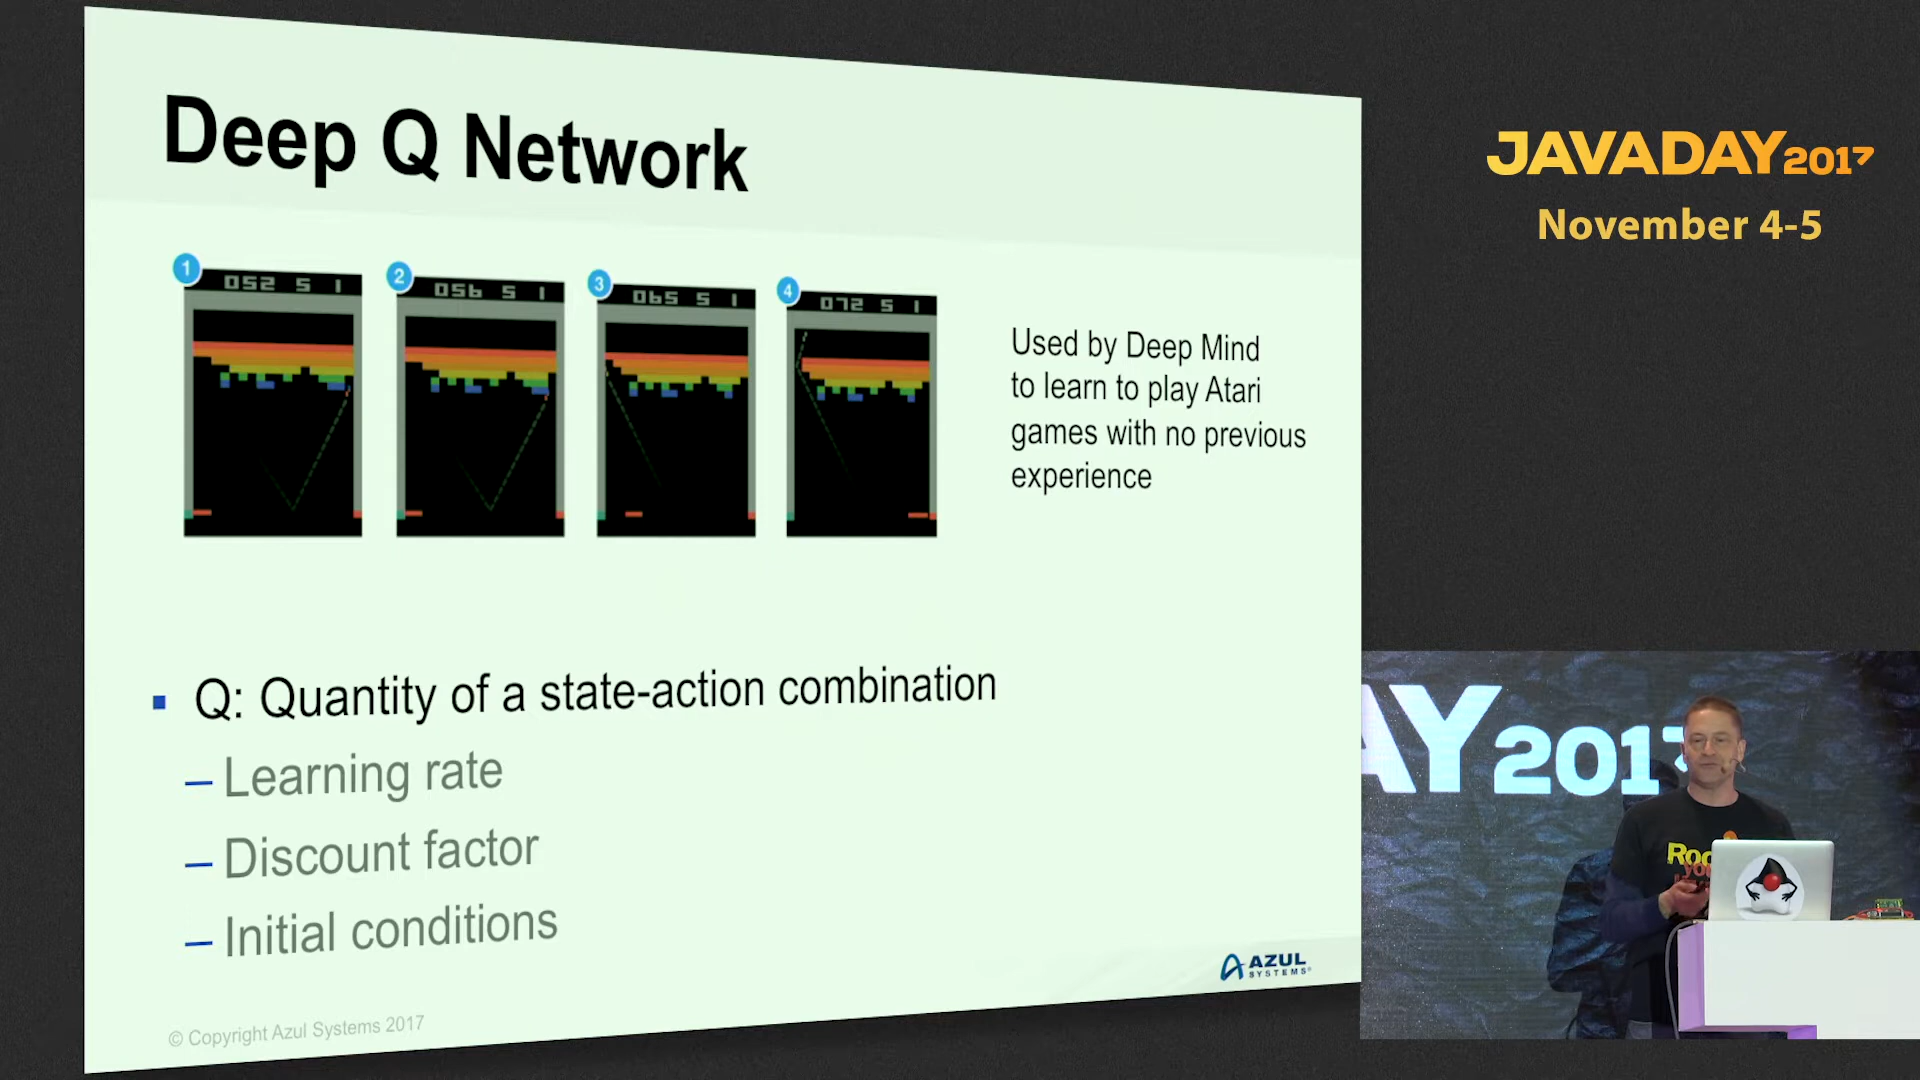 Deep Q Network
1
052 5 1
2
056 5 1
3
065 5 1
4
072 5 1
Used by Deep Mind
to learn to play Atari
games with no previous
experience
Q: Quantity of a state-action combination
– Learning rate
– Discount factor
– Initial conditions
AZUL
SYSTEMS
© Copyright Azul Systems 2017
JAVADAY2017
November 4-5
AY2017